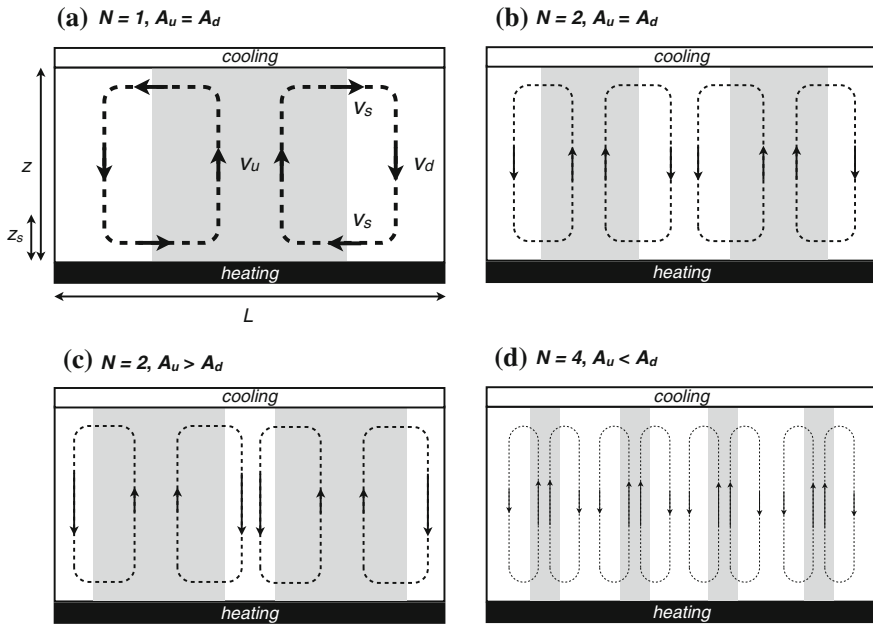 (a) N = 1, A_u = A_d
cooling
v_s
z
v_u
v_d
z_s
v_s
heating
L
(b) N = 2, A_u = A_d
cooling
heating
(c) N = 2, A_u > A_d
cooling
heating
(d) N = 4, A_u < A_d
cooling
heating